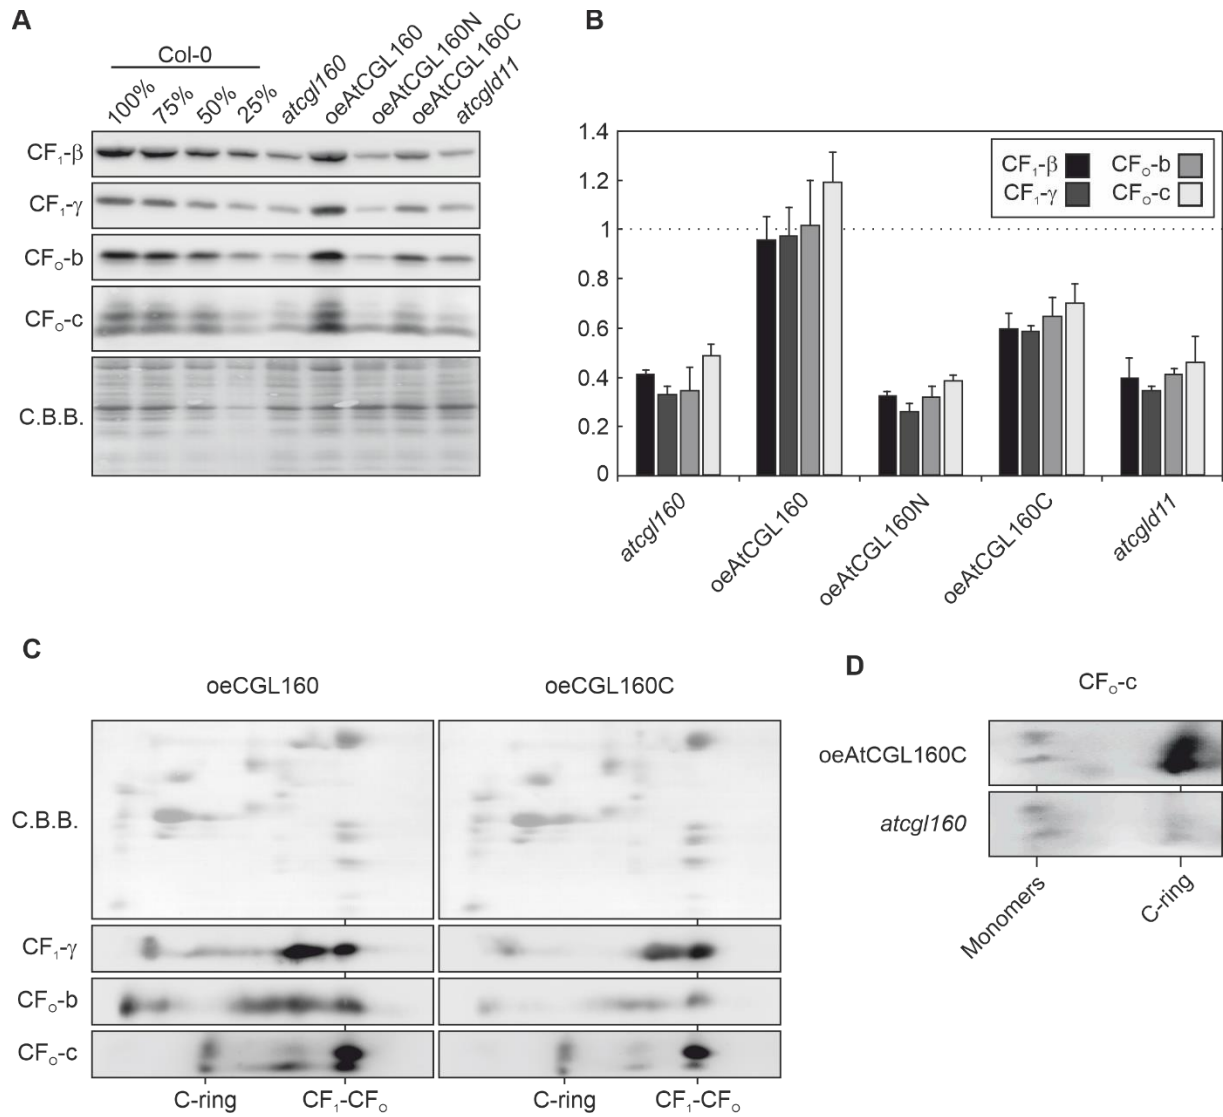 A
Col-0
100%
75%
50%
25%
atcgl160
oeAtCGL160
oeAtCGL160N
oeAtCGL160C
atcgld11
CF₁-β
CF₁-γ
CFₒ-b
CFₒ-c
C.B.B.
B
1.4
1.2
1
0.8
0.6
0.4
0.2
0
CF₁-β CFₒ-b
CF₁-γ CFₒ-c
atcgl160
oeAtCGL160
oeAtCGL160N
oeAtCGL160C
atcgld11
C
oeCGL160 oeCGL160C
C.B.B.
CF₁-γ
CFₒ-b
CFₒ-c
C-ring CF₁-CFₒ C-ring CF₁-CFₒ
D
CFₒ-c
oeAtCGL160C
atcgl160
Monomers
C-ring